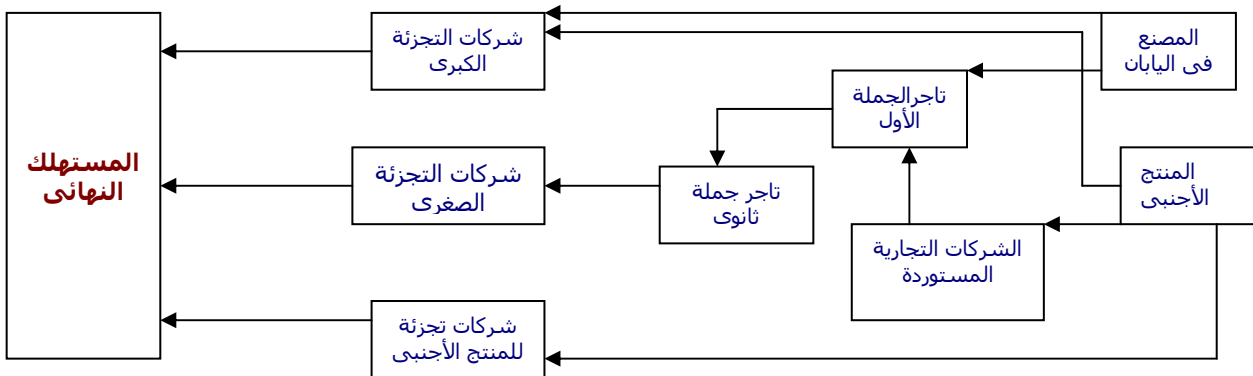 المصنع
فى اليابان
شركات التجزئة
الكبرى
تاجرالجملة
الأول
المستهلك
النهائى
شركات التجزئة
الصغرى
تاجر جملة
ثانوى
المنتج
الأجنبى
الشركات التجارية
المستوردة
شركات تجزئة
للمنتج الأجنبى